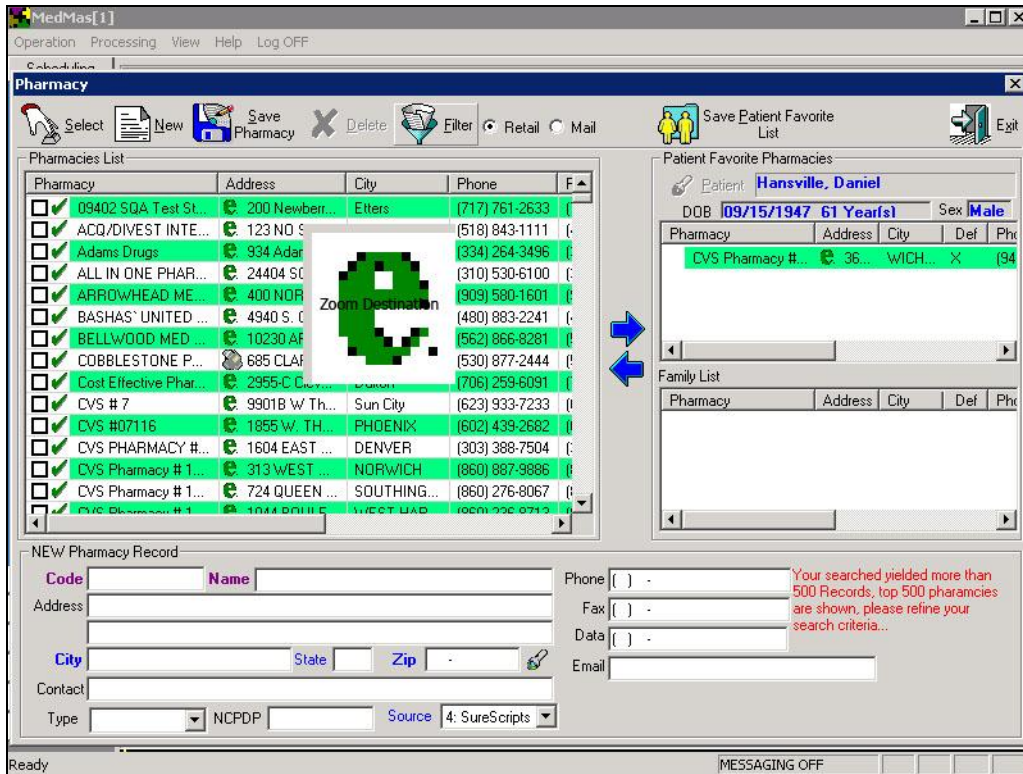 MedMas[1]
Operation Processing View Help Log OFF
Scheduling
Pharmacy
Select New Save Pharmacy Delete Filter Retail Mail Save Patient Favorite List Exit
Pharmacies List
Pharmacy Address City Phone F
09402 SQA Test St... 200 Newberr... Etters (717) 761-2633 (
ACQ/DIVEST INTE... 123 NO (518) 843-1111 (
Adams Drugs 934 Adar (334) 264-3496 (
ALL IN ONE PHAR... 24404 SO (310) 530-6100 (
ARROWHEAD ME... 400 NOR (909) 580-1601 (
BASHAS` UNITED ... 4940 S. (480) 883-2241 (
BELLWOOD MED ... 10230 (562) 866-8281 (
COBBLESTONE P... 685 CLAR (530) 877-2444 (
Cost Effective Phar... 2955-C Dalton (706) 259-6091 (
CVS # 7 9901B W Th... Sun City (623) 933-7233 (
CVS #07116 1855 W. TH... PHOENIX (602) 439-2682 (
CVS PHARMACY #... 1604 EAST ... DENVER (303) 388-7504 (
CVS Pharmacy # 1... 313 WEST ... NORWICH (860) 887-9886 (
CVS Pharmacy # 1... 724 QUEEN ... SOUTHING... (860) 276-8067 (
CVS Pharmacy # 1
Zoom Destination
Patient Favorite Pharmacies
Patient Hansville, Daniel
DOB 09/15/1947 61 Year(s) Sex Male
Pharmacy Address City Def Pho
CVS Pharmacy #... 36... WICH... X (94
Family List
Pharmacy Address City Def Pho
NEW Pharmacy Record
Code Name
Address
City State Zip -
Contact
Type NCPDP Source 4: SureScripts
Phone ( ) -
Fax ( ) -
Data ( ) -
Email
Your searched yielded more than
500 Records, top 500 pharamcies
are shown, please refine your
search criteria...
Ready MESSAGING OFF